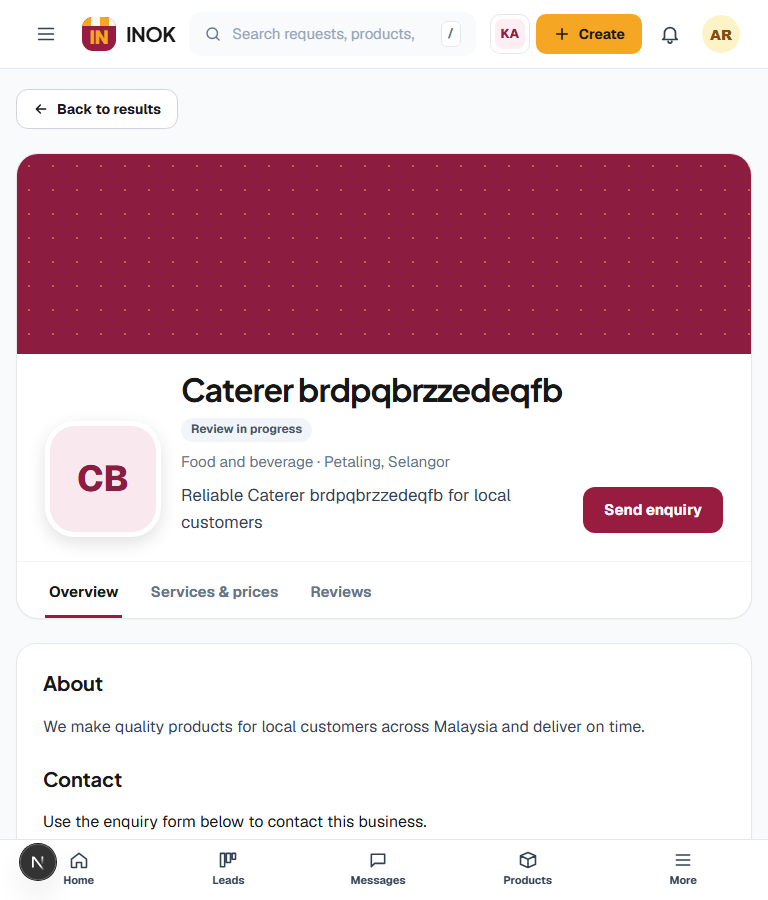 IN INOK Search requests, products, / KA + Create AR
← Back to results
Caterer brdpqbrzzedeqfb
Review in progress
Food and beverage · Petaling, Selangor
CB
Reliable Caterer brdpqbrzzedeqfb for local
customers
Send enquiry
Overview Services & prices Reviews
About
We make quality products for local customers across Malaysia and deliver on time.
Contact
Use the enquiry form below to contact this business.
N
Home Leads Messages Products More